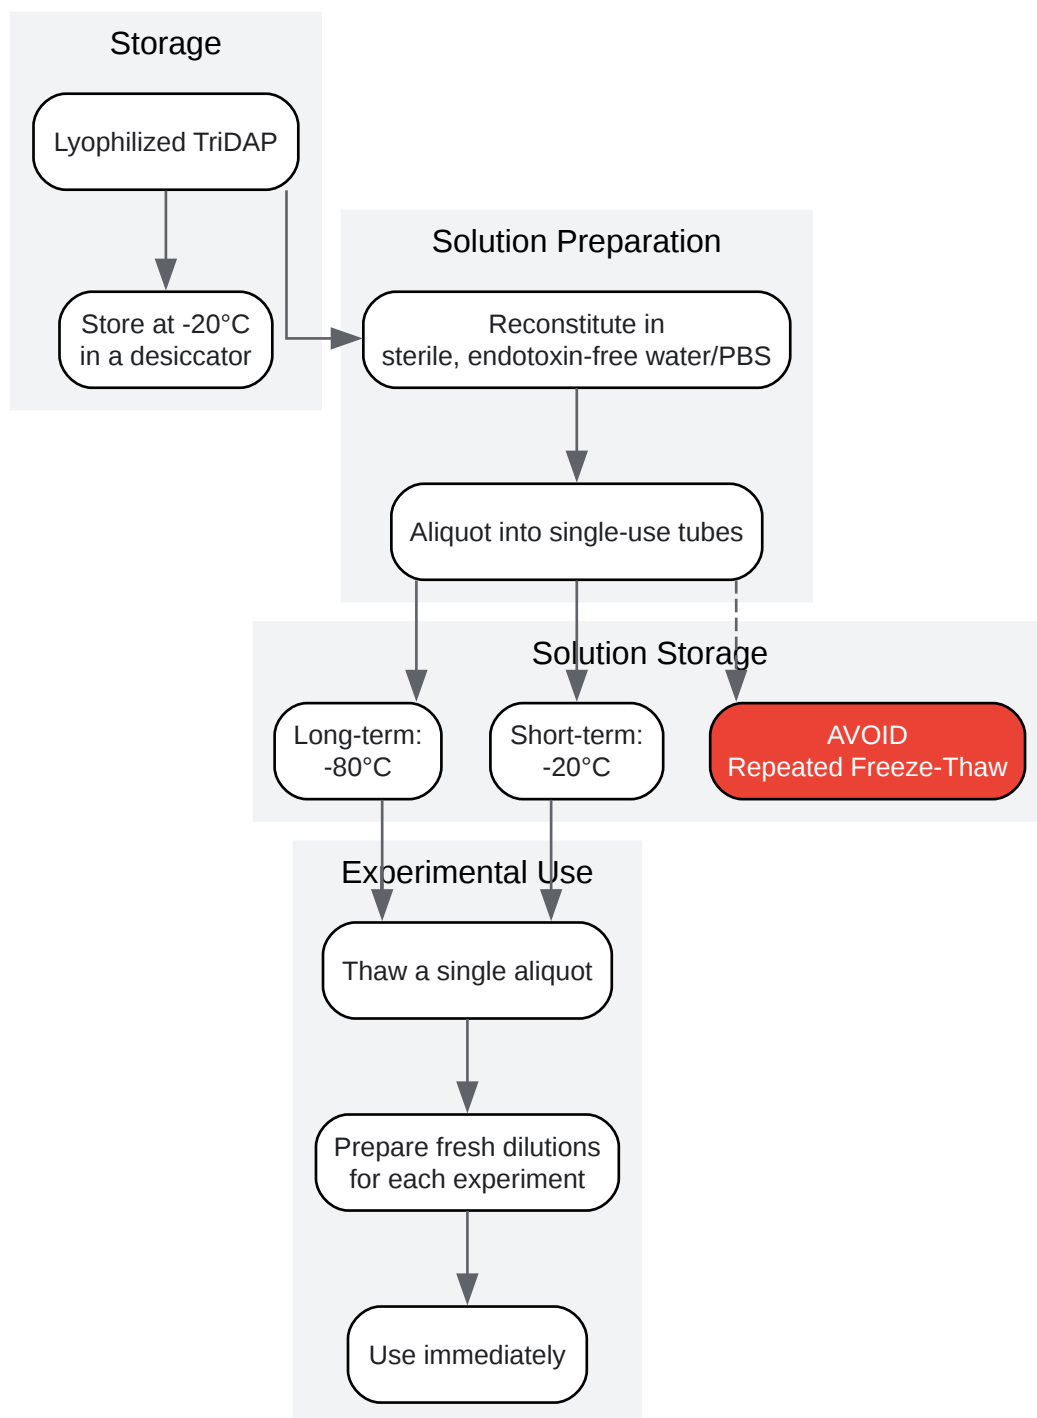 Storage
Lyophilized TriDAP
Store at -20°C
in a desiccator
Solution Preparation
Reconstitute in
sterile, endotoxin-free water/PBS
Aliquot into single-use tubes
Solution Storage
Long-term:
-80°C
Short-term:
-20°C
AVOID
Repeated Freeze-Thaw
Experimental Use
Thaw a single aliquot
Prepare fresh dilutions
for each experiment
Use immediately